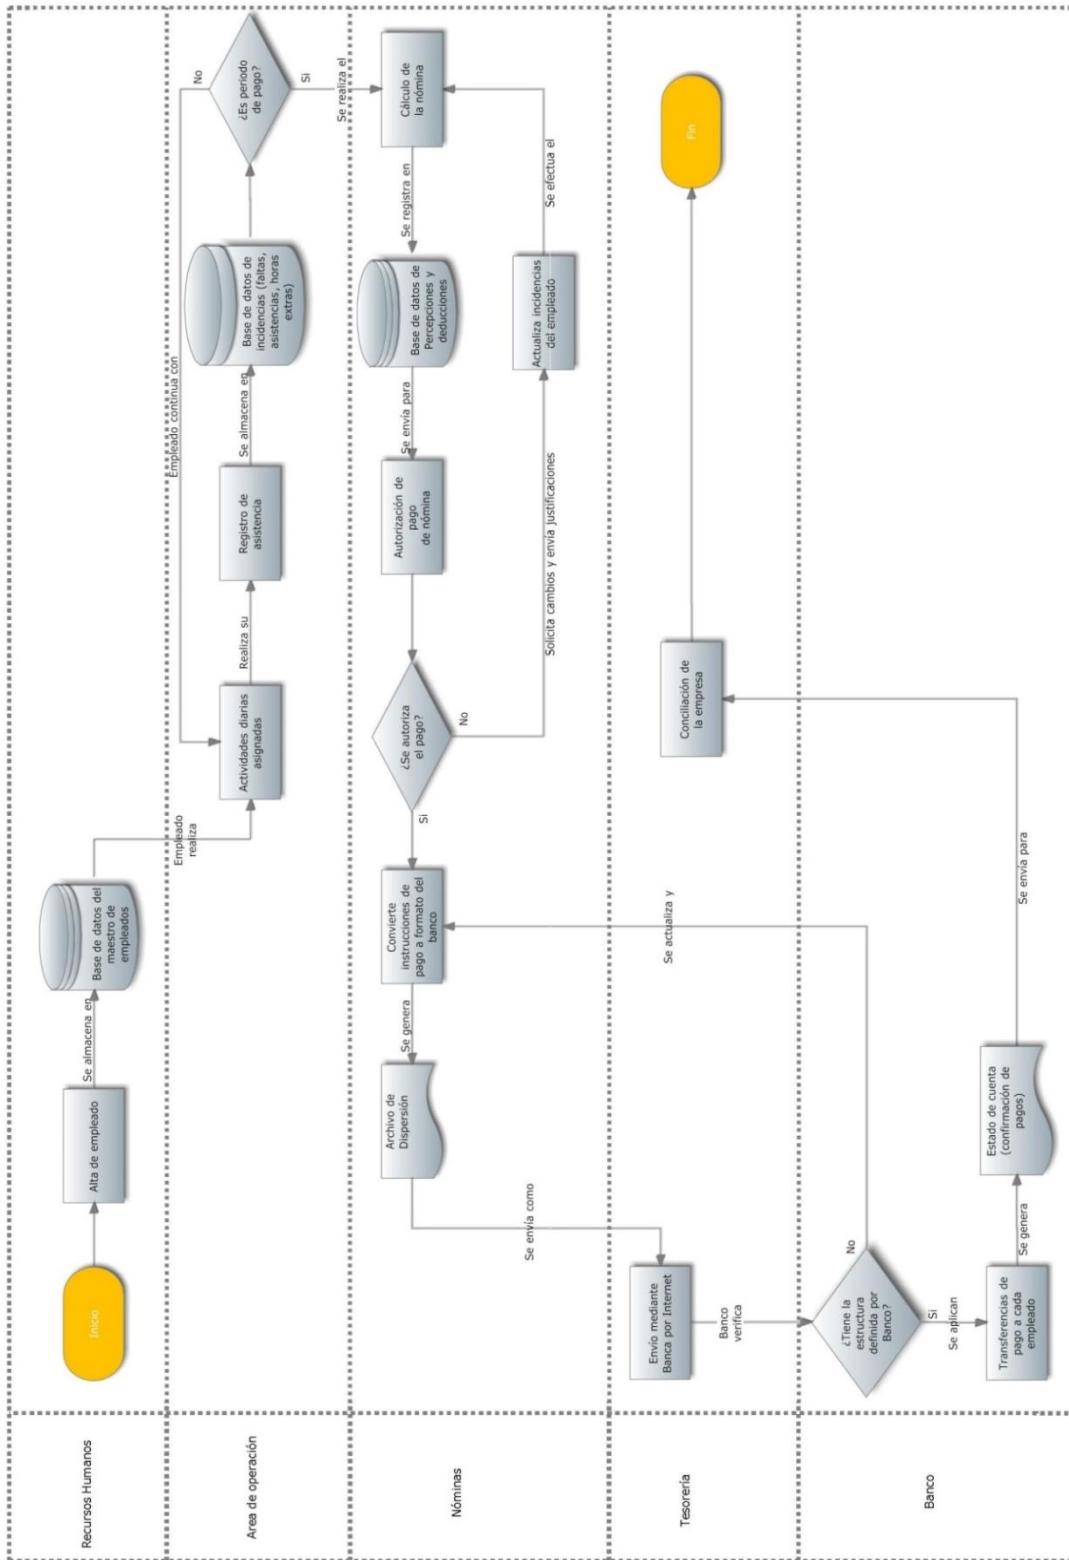 Recursos Humanos
Inicio
Alta de empleado
Se almacena en
Base de datos del
maestro de
empleados
Empleado
realiza
Area de operación
Actividades diarias
asignadas
Realiza su
Registro de
asistencia
Se almacena en
Base de datos de
incidencias (faltas,
asistencias, horas
extras)
¿Es periodo
de pago?
No
Empleado continua con
Si
Se realiza el
Nóminas
Cálculo de
la nómina
Se registra en
Base de datos de
Percepciones y
deducciones
Se envía para
Autorización de
pago
de nómina
¿Se autoriza
el pago?
No
Solicita cambios y envía justificaciones
Actualiza incidencias
del empleado
Se efectua el
Si
Convierte
instrucciones de
pago a formato del
banco
Se genera
Archivo de
Dispersión
Se envía como
Tesorería
Envío mediante
Banca por Internet
Banco
verifica
Banco
¿Tiene la
estructura
definida por
Banco?
No
Se actualiza y
Si
Se aplican
Transferencias de
pago a cada
empleado
Se genera
Estado de cuenta
(confirmación de
pagos)
Se envía para
Conciliación de
la empresa
Fin